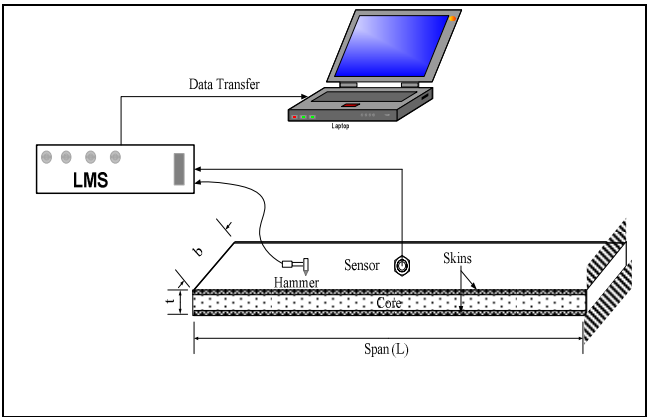 Data Transfer
Laptop
LMS
b
Sensor
Skins
Hammer
t
Core
Span (L)